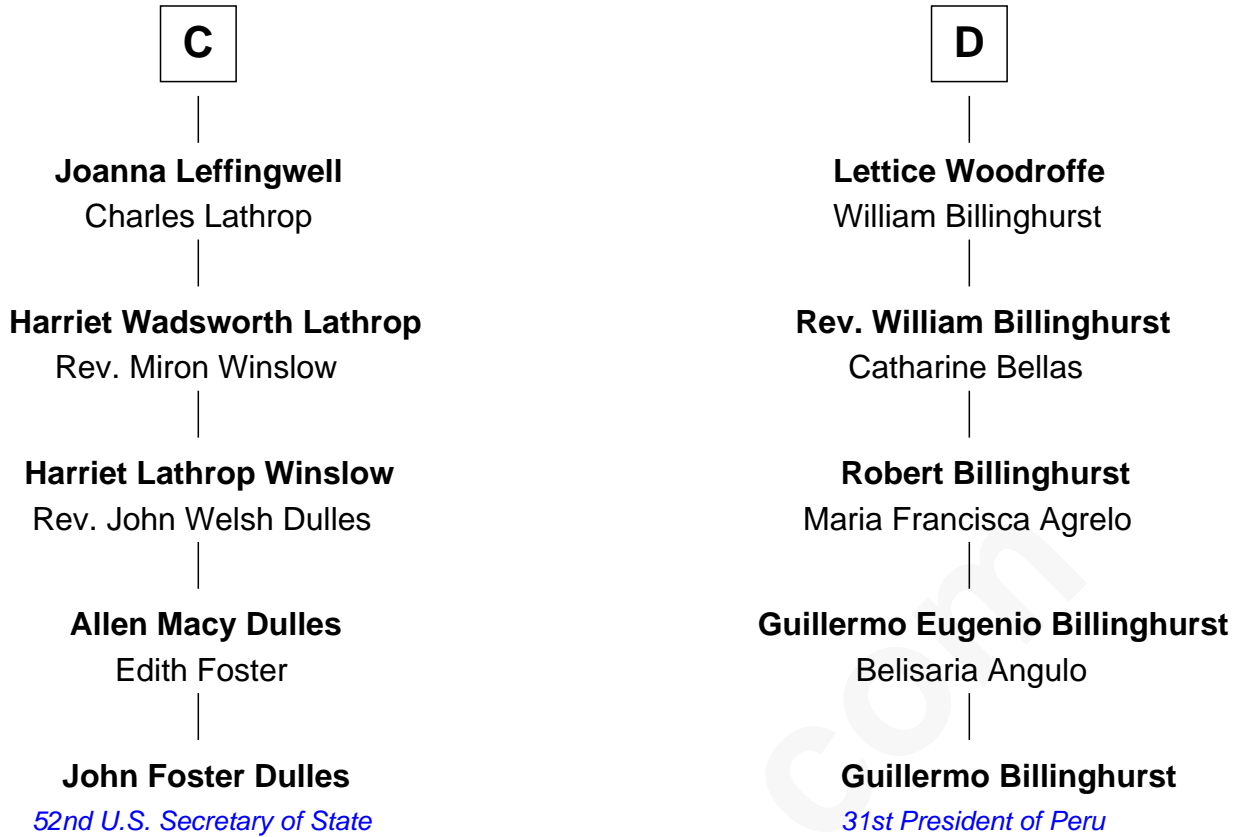 C
Joanna Leffingwell
Charles Lathrop
Harriet Wadsworth Lathrop
Rev. Miron Winslow
Harriet Lathrop Winslow
Rev. John Welsh Dulles
Allen Macy Dulles
Edith Foster
John Foster Dulles
52nd U.S. Secretary of State
D
Lettice Woodroffe
William Billinghurst
Rev. William Billinghurst
Catharine Bellas
Robert Billinghurst
Maria Francisca Agrelo
Guillermo Eugenio Billinghurst
Belisaria Angulo
Guillermo Billinghurst
31st President of Peru
com